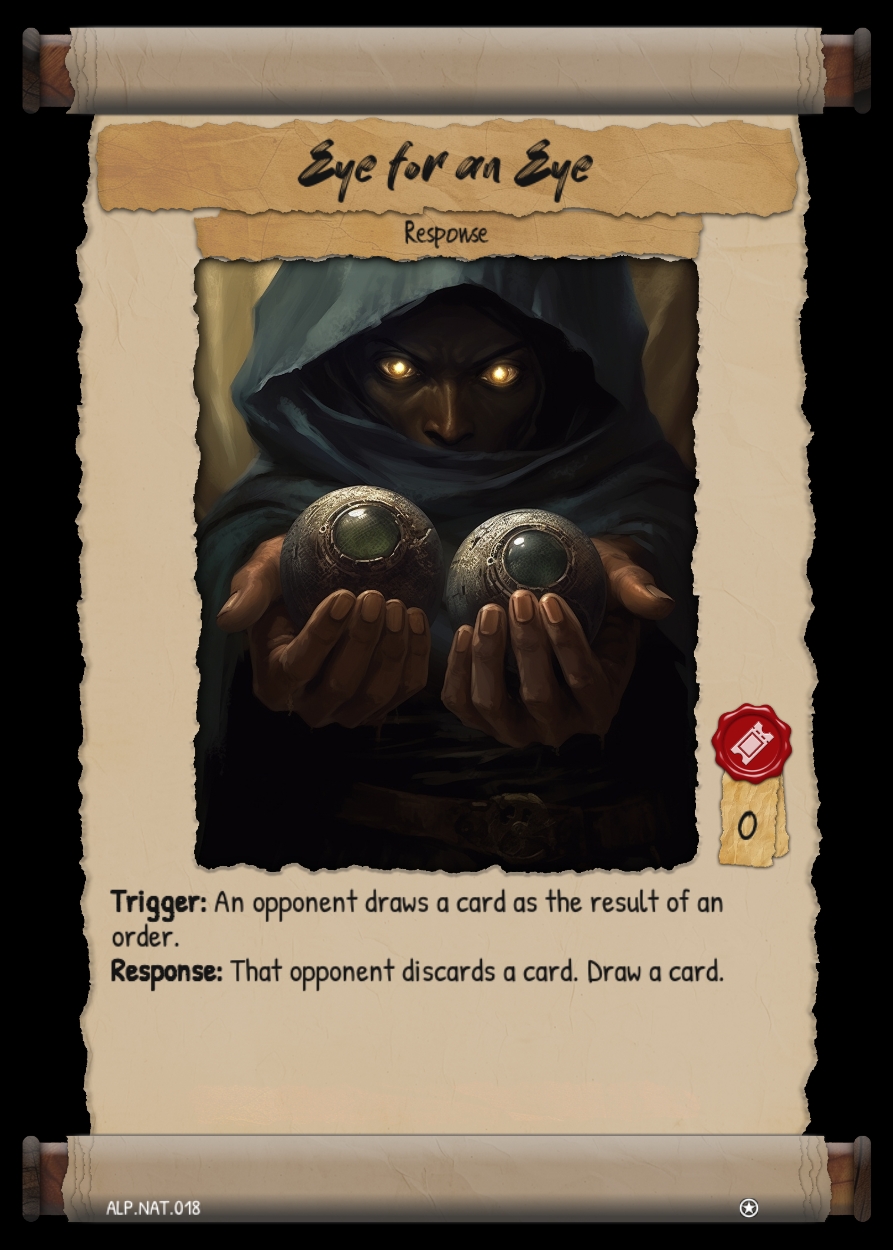 Eye for an Eye
Response
0
Trigger: An opponent draws a card as the result of an
order.
Response: That opponent discards a card. Draw a card.
ALP.NAT.018